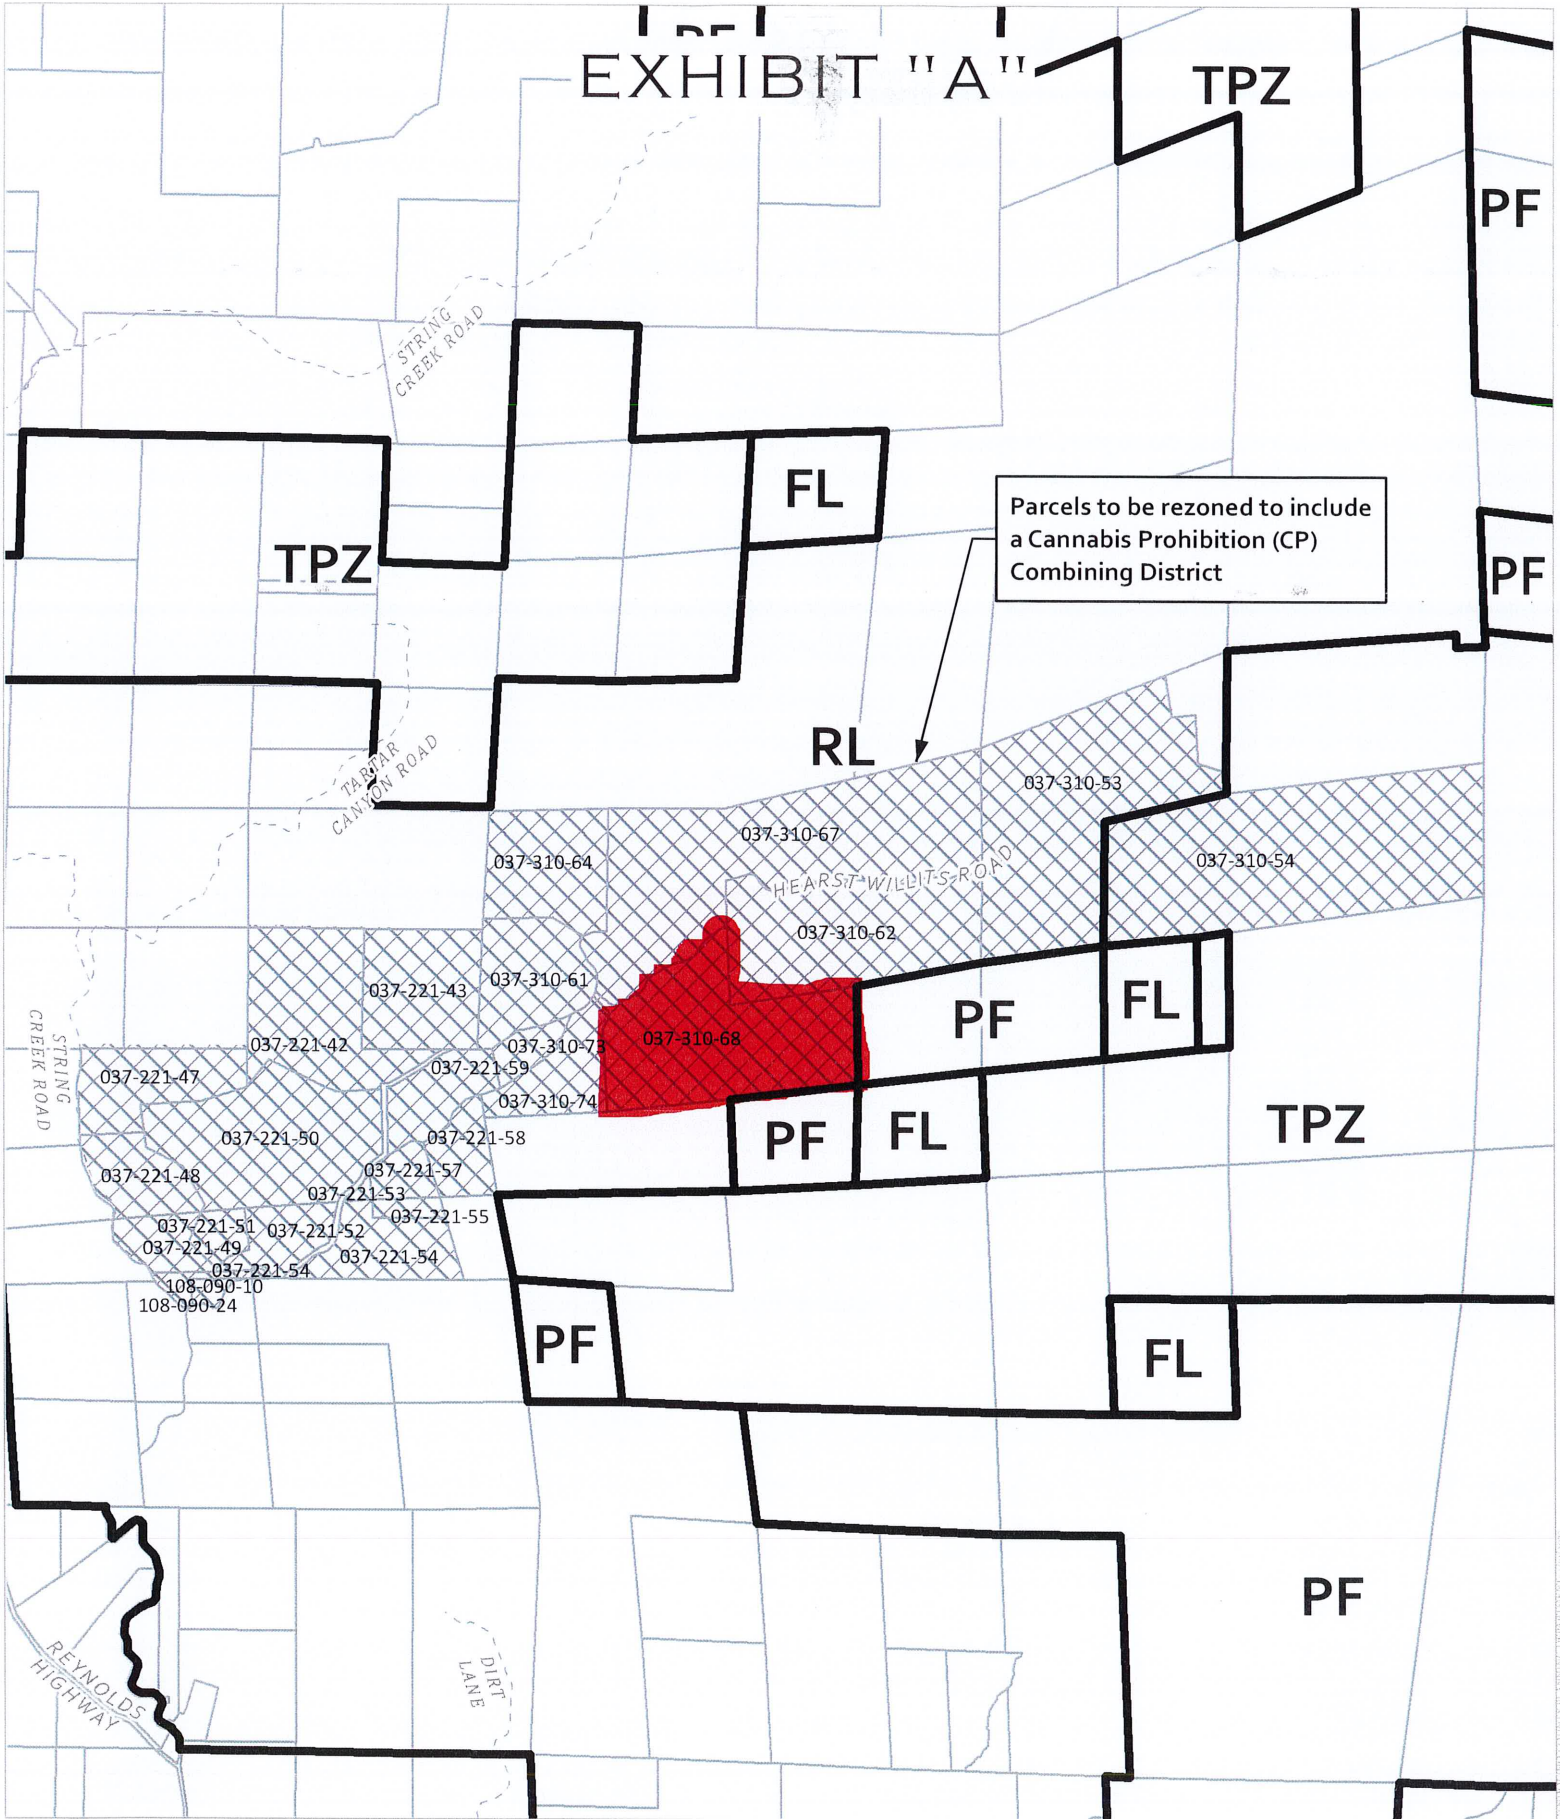 PF
EXHIBIT "A"
TPZ
PF
STRING
CREEK ROAD
FL
Parcels to be rezoned to include
a Cannabis Prohibition (CP)
Combining District
TPZ
PF
RL
TARTAR
CANYON ROAD
037-310-53
037-310-67
037-310-64
037-310-54
HEARST WILLITS ROAD
037-310-62
037-310-61
037-221-43
FL
PF
037-310-68
037-221-42
037-310-73
STRING
CREEK ROAD
037-221-59
037-221-47
037-310-74
TPZ
037-221-50
037-221-58
PF
FL
037-221-57
037-221-48
037-221-53
037-221-55
037-221-51
037-221-52
037-221-49
037-221-54
037-221-54
108-090-10
108-090-24
PF
FL
PF
REYNOLDS
HIGHWAY
DIRT
LANE